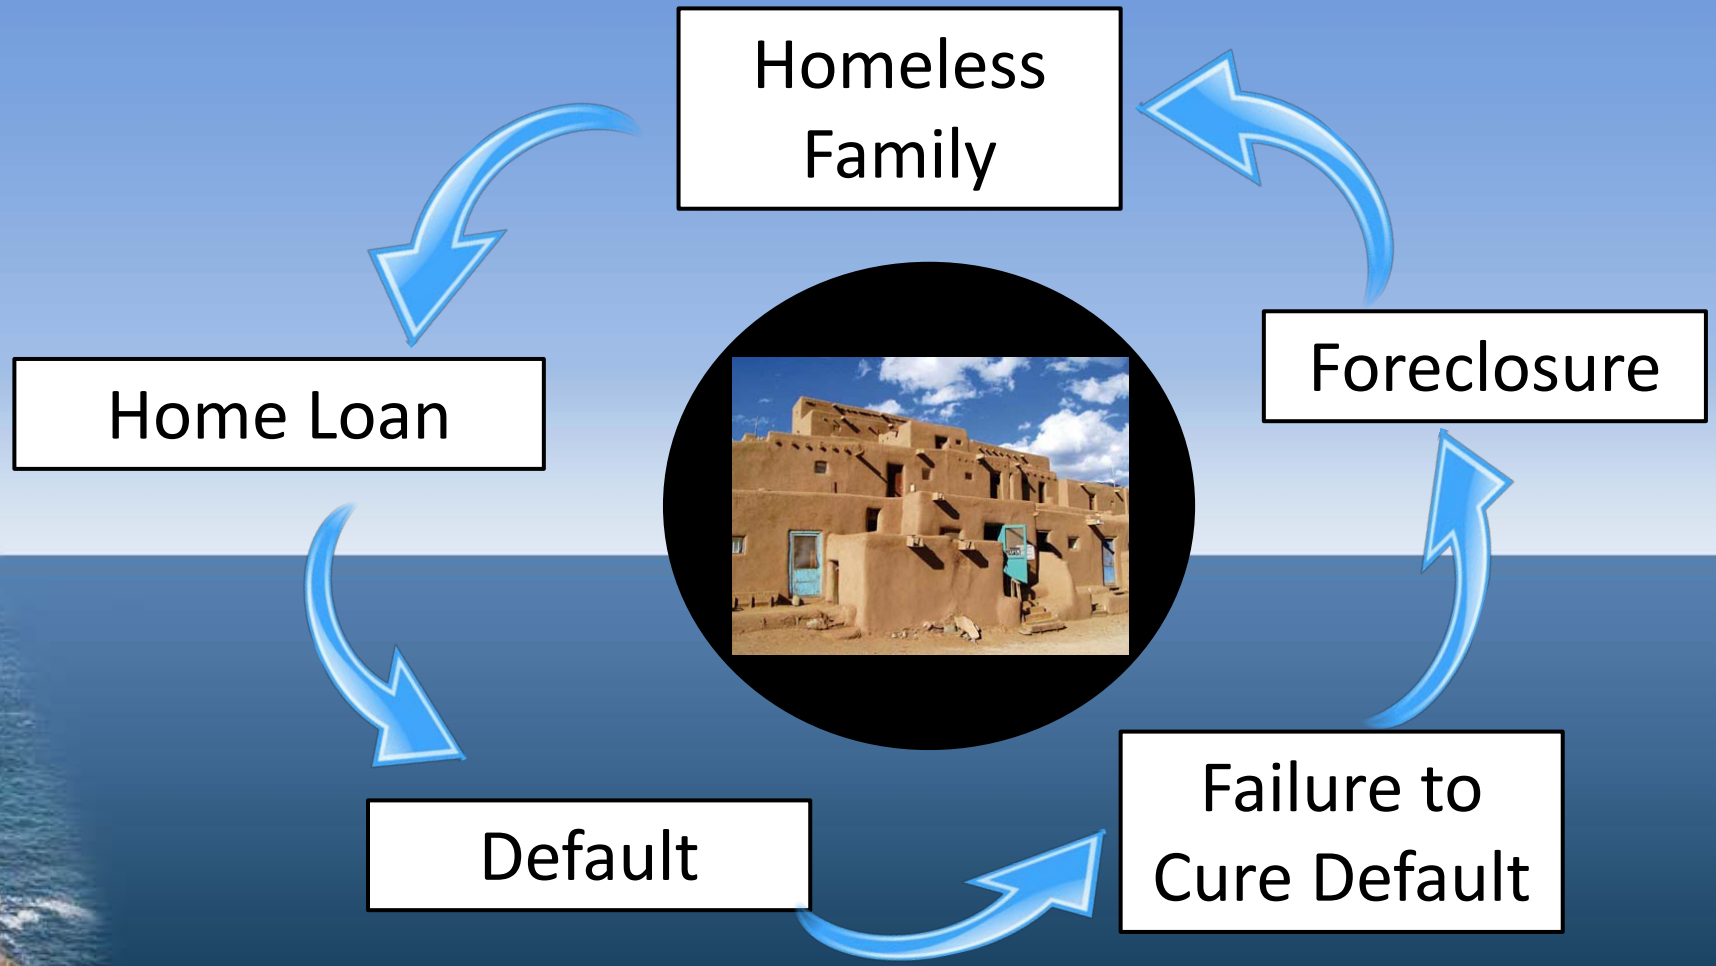 Homeless
Family
Home Loan
Foreclosure
Default
Failure to
Cure Default